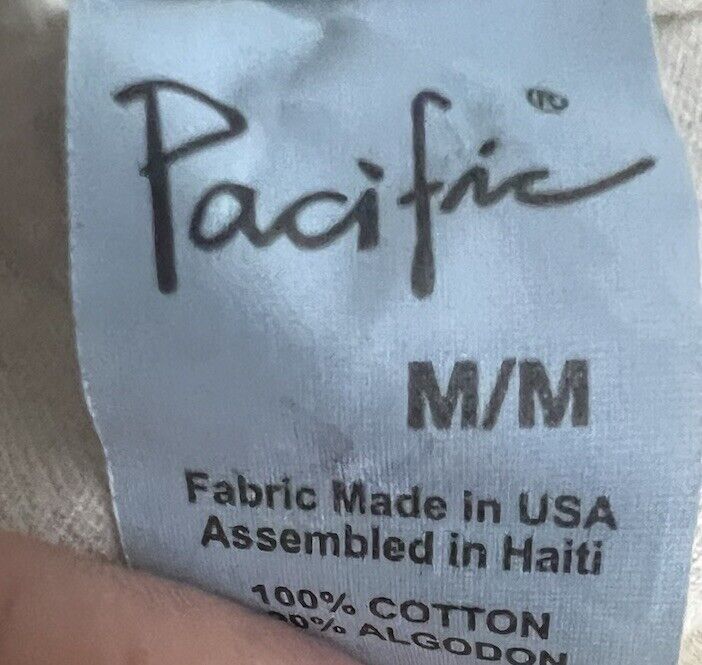 Pacific®
M/M
Fabric Made in USA
Assembled in Haiti
100% COTTON
ALGODON